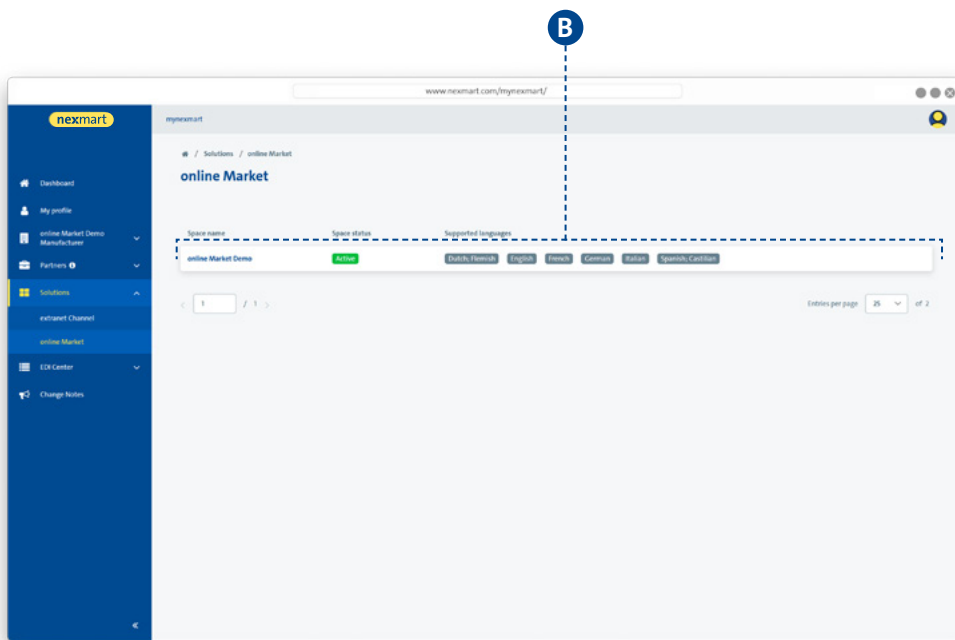 B
www.nexmart.com/mynexmart/
nexmart
mynexmart
/ Solutions / online Market
online Market
Dashboard
My profile
online Market Demo
Manufacturer
Partners
Solutions
extranet Channel
online Market
EDI Center
Change Notes
Space name Space status Supported languages
online Market Demo Active Dutch; Flemish English French German Italian Spanish; Castilian
< 1 / 1 >
Entries per page 25 of 2
«